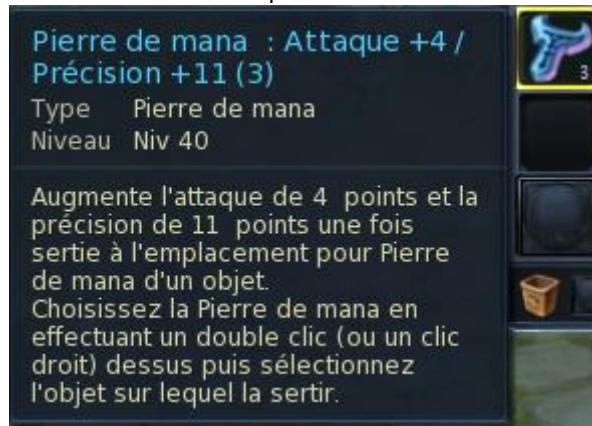 Pierre de mana : Attaque +4 /
Précision +11 (3)
Type Pierre de mana
Niveau Niv 40
Augmente l'attaque de 4 points et la
précision de 11 points une fois
sertie à l'emplacement pour Pierre
de mana d'un objet.
Choisissez la Pierre de mana en
effectuant un double clic (ou un clic
droit) dessus puis sélectionnez
l'objet sur lequel la sertir.
3